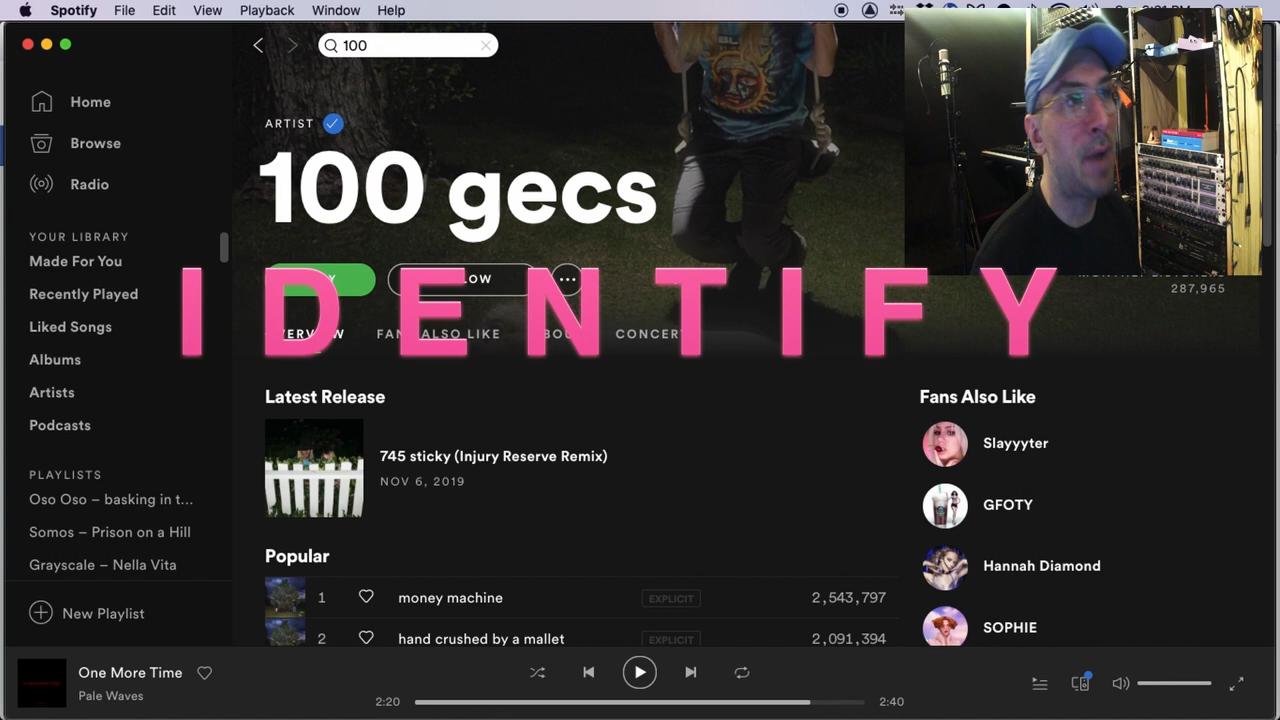 Spotify File Edit View Playback Window Help
100
Home
Browse
Radio
YOUR LIBRARY
Made For You
Recently Played
Liked Songs
Albums
Artists
Podcasts
PLAYLISTS
Oso Oso – basking in t...
Somos – Prison on a Hill
Grayscale – Nella Vita
New Playlist
ARTIST
100 gecs
287,965
IDENTIFY
Latest Release
745 sticky (Injury Reserve Remix)
NOV 6, 2019
Popular
1 money machine EXPLICIT 2,543,797
2 hand crushed by a mallet EXPLICIT 2,091,394
Fans Also Like
Slayyyter
GFOTY
Hannah Diamond
SOPHIE
One More Time
Pale Waves
2:20
2:40